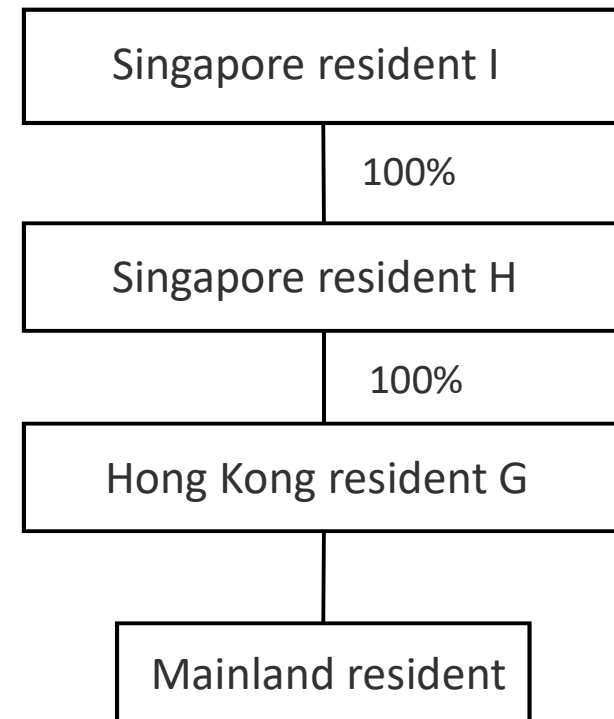 Singapore resident I
100%
Singapore resident H
100%
Hong Kong resident G
Mainland resident